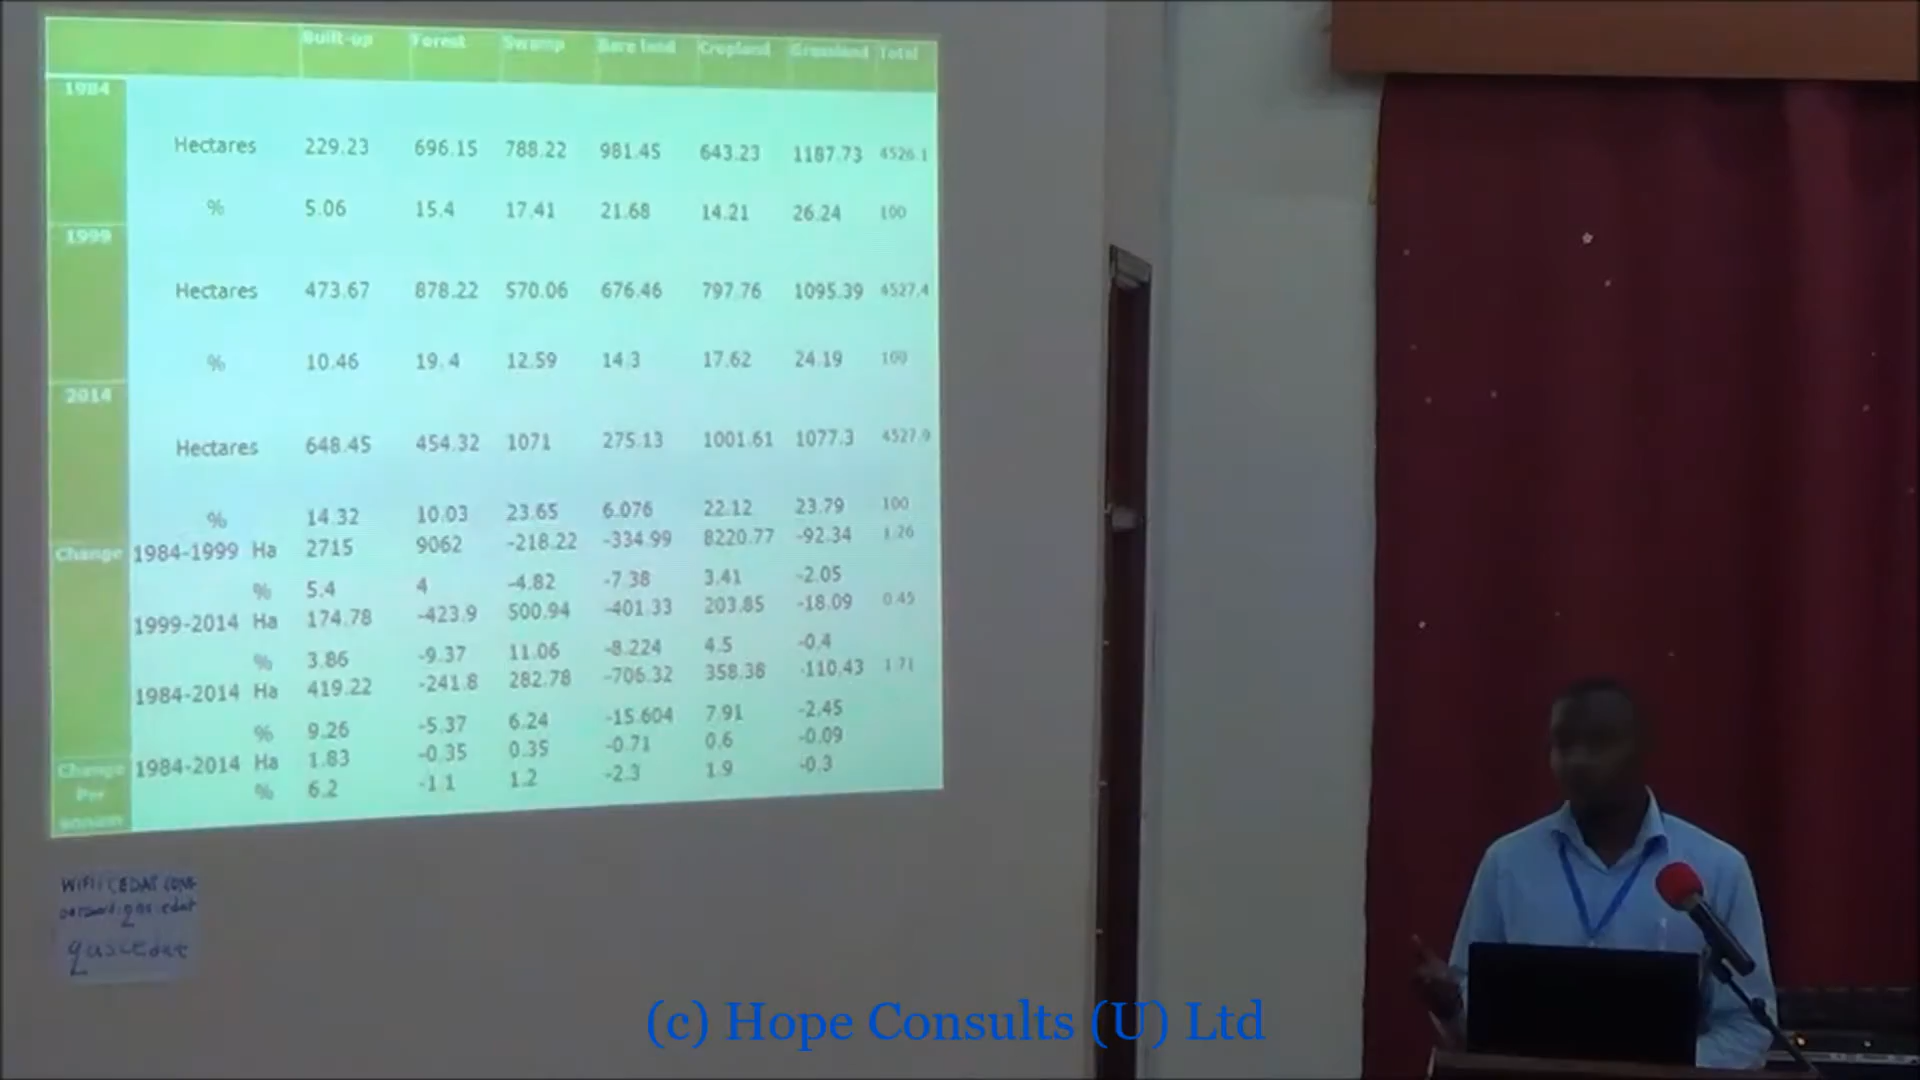 Built-up Forest Swamp Bare land Cropland Grassland Total
1984
Hectares 229.23 696.15 788.22 981.45 643.23 1187.73 4526.1
% 5.06 15.4 17.41 21.68 14.21 26.24 100
1999
Hectares 473.67 878.22 570.06 676.46 797.76 1095.39 4527.4
% 10.46 19.4 12.59 14.3 17.62 24.19 100
2014
Hectares 648.45 454.32 1071 275.13 1001.61 1077.3 4527.9
% 14.32 10.03 23.65 6.076 22.12 23.79 100
Change 1984-1999 Ha 2715 9062 -218.22 -334.99 8220.77 -92.34 1.26
% 5.4 4 -4.82 -7.38 3.41 -2.05
1999-2014 Ha 174.78 -423.9 500.94 -401.33 203.85 -18.09 0.45
% 3.86 -9.37 11.06 -8.224 4.5 -0.4
1984-2014 Ha 419.22 -241.8 282.78 -706.32 358.38 -110.43 1.71
% 9.26 -5.37 6.24 -15.604 7.91 -2.45
Change 1984-2014 Ha 1.83 -0.35 0.35 -0.71 0.6 -0.09
Per % 6.2 -1.1 1.2 -2.3 1.9 -0.3
annum
WIFI: CEDAT CONF
qascedat
(c) Hope Consults (U) Ltd